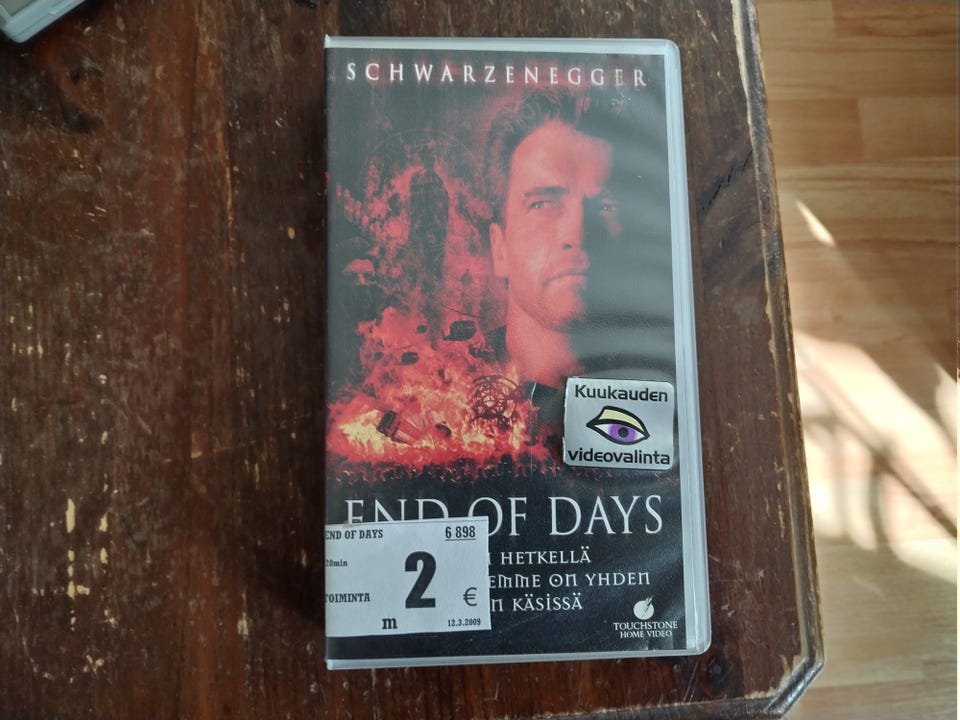 SCHWARZENEGGER
Kuukauden
videovalinta
END OF DAYS
HETKELLÄ
EMME ON YHDEN
N KÄSISSÄ
END OF DAYS 6 898
20min
TOIMINTA 2 €
m 12.3.2009
TOUCHSTONE
HOME VIDEO